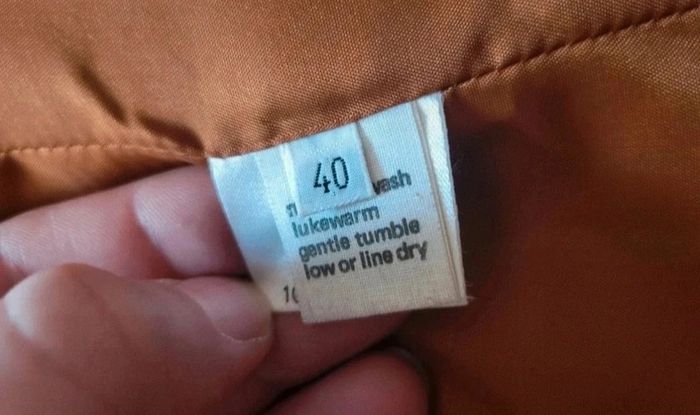 40
wash
lukewarm
gentle tumble
low or line dry